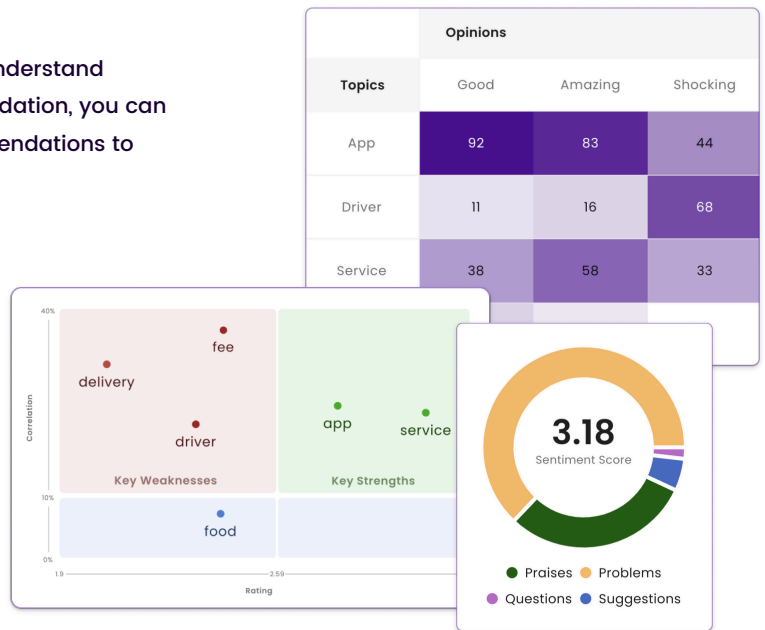 nderstand
dation, you can
endations to
Opinions
Topics Good Amazing Shocking
App 92 83 44
Driver 11 16 68
Service 38 58 33
40%
fee
delivery
driver
app
service
Correlation
Key Weaknesses Key Strengths
10%
food
0%
1.9 2.59
Rating
3.18
Sentiment Score
Praises Problems
Questions Suggestions